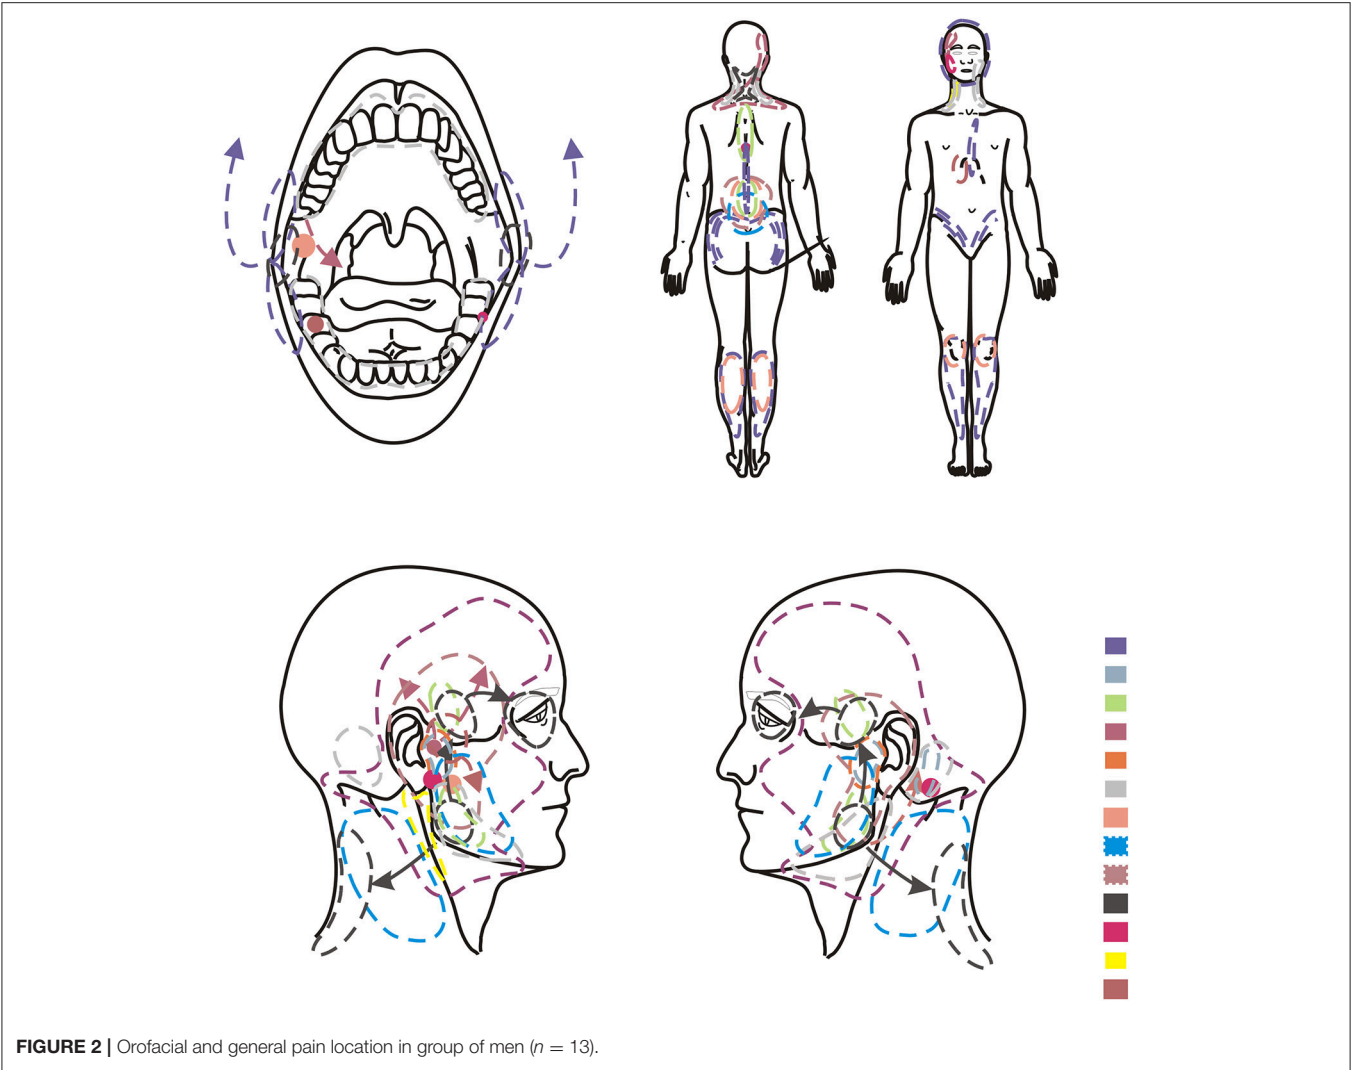 FIGURE 2 | Orofacial and general pain location in group of men (n = 13).